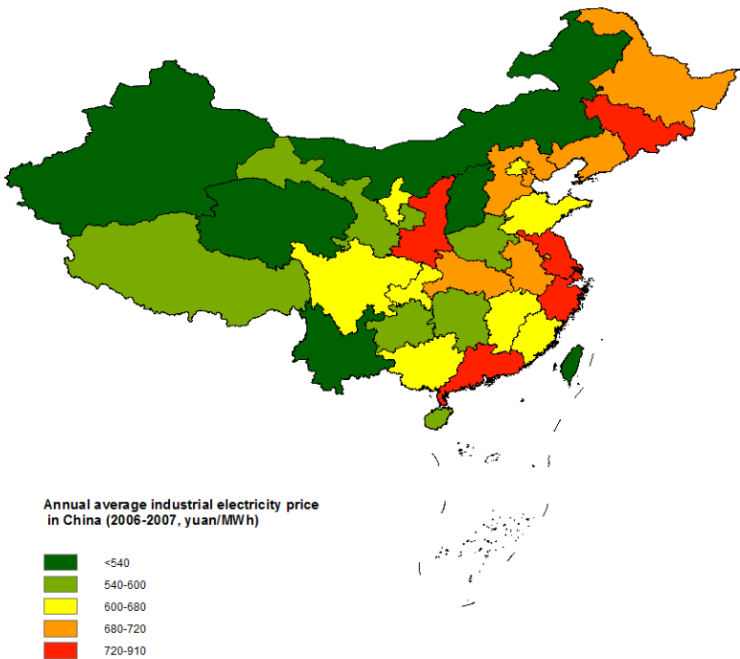 Annual average industrial electricity price
in China (2006-2007, yuan/MWh)
<540
540-600
600-680
680-720
720-910